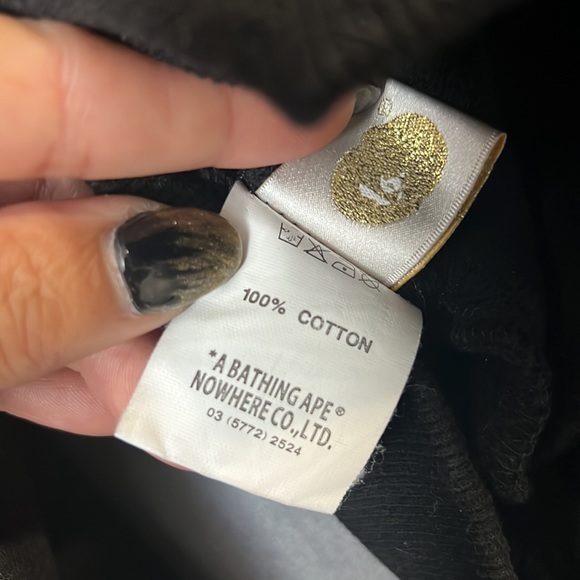 100% COTTON
*A BATHING APE®
NOWHERE CO.,LTD.
03 (5772) 2524